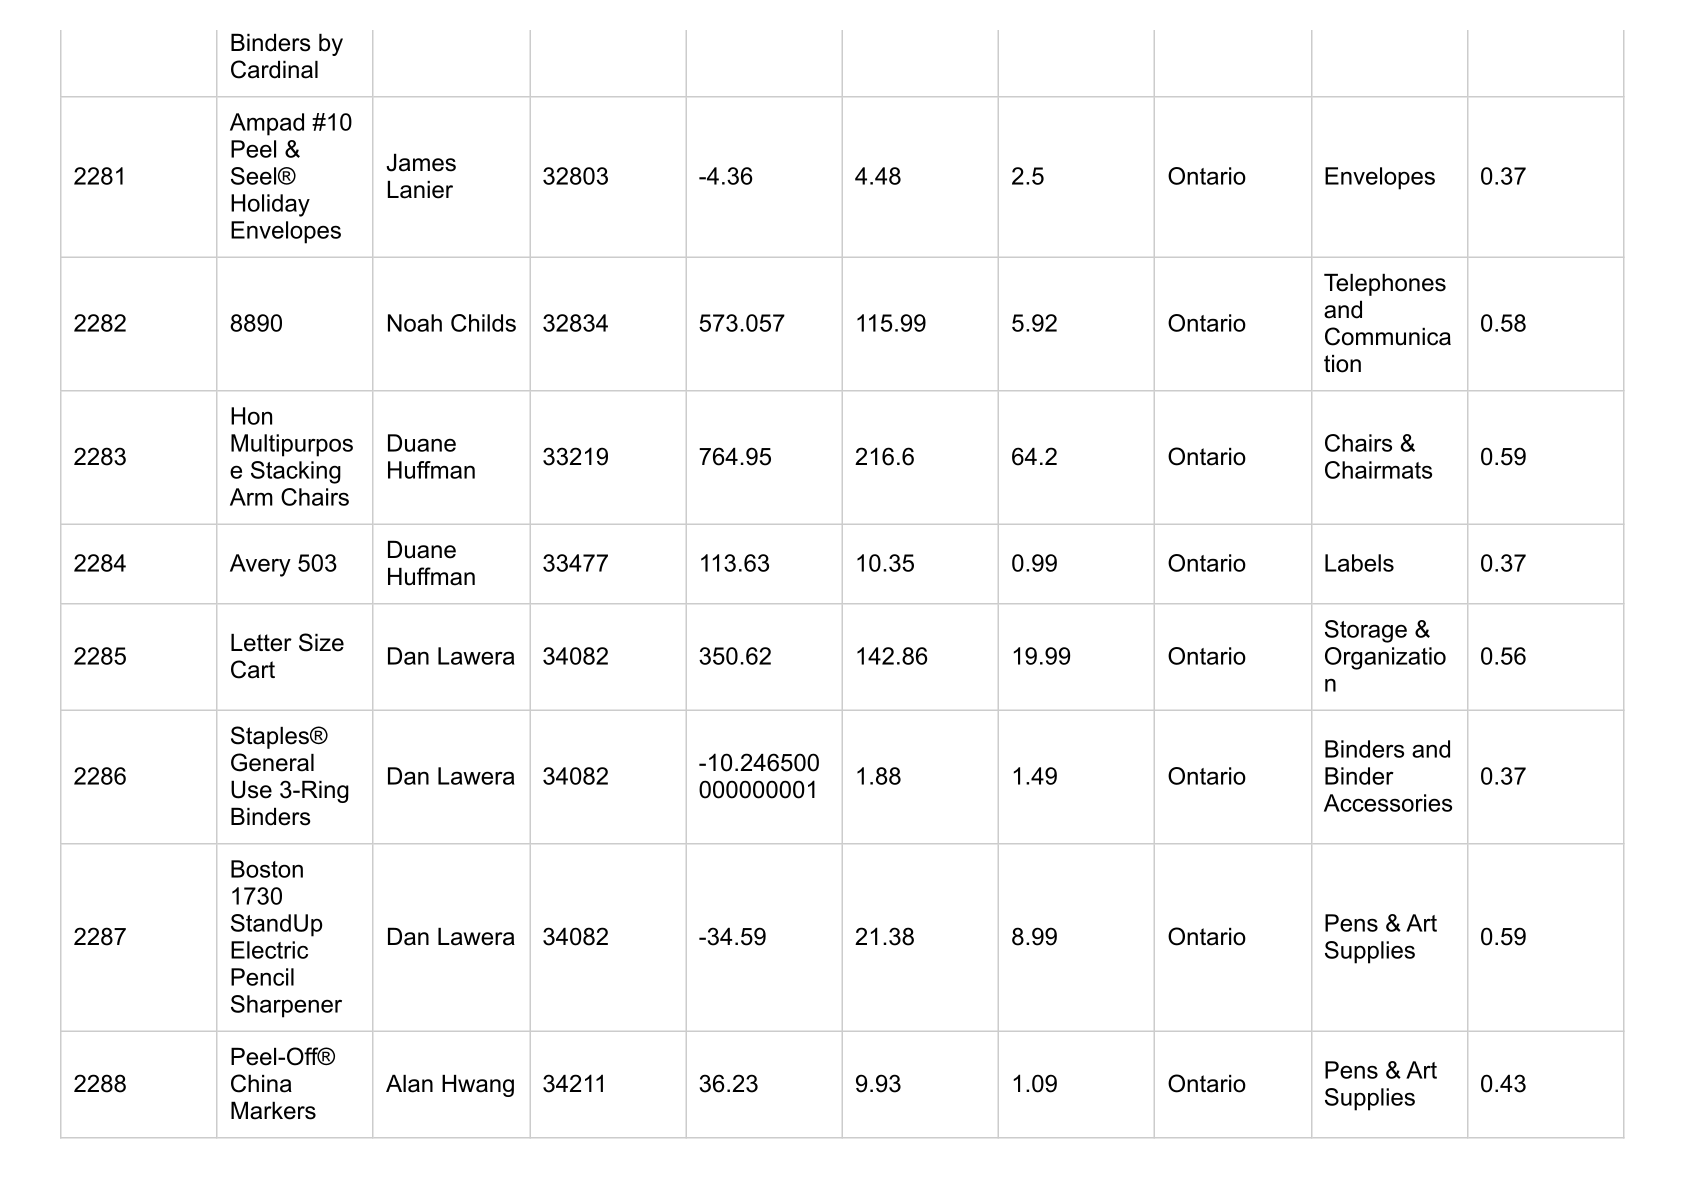 Binders by
Cardinal
2281
Ampad #10
Peel &
Seel®
Holiday
Envelopes
James
Lanier
32803
-4.36
4.48
2.5
Ontario
Envelopes
0.37
2282
8890
Noah Childs
32834
573.057
115.99
5.92
Ontario
Telephones
and
Communica
tion
0.58
2283
Hon
Multipurpos
e Stacking
Arm Chairs
Duane
Huffman
33219
764.95
216.6
64.2
Ontario
Chairs &
Chairmats
0.59
2284
Avery 503
Duane
Huffman
33477
113.63
10.35
0.99
Ontario
Labels
0.37
2285
Letter Size
Cart
Dan Lawera
34082
350.62
142.86
19.99
Ontario
Storage &
Organizatio
n
0.56
2286
Staples®
General
Use 3-Ring
Binders
Dan Lawera
34082
-10.246500
000000001
1.88
1.49
Ontario
Binders and
Binder
Accessories
0.37
2287
Boston
1730
StandUp
Electric
Pencil
Sharpener
Dan Lawera
34082
-34.59
21.38
8.99
Ontario
Pens & Art
Supplies
0.59
2288
Peel-Off®
China
Markers
Alan Hwang
34211
36.23
9.93
1.09
Ontario
Pens & Art
Supplies
0.43